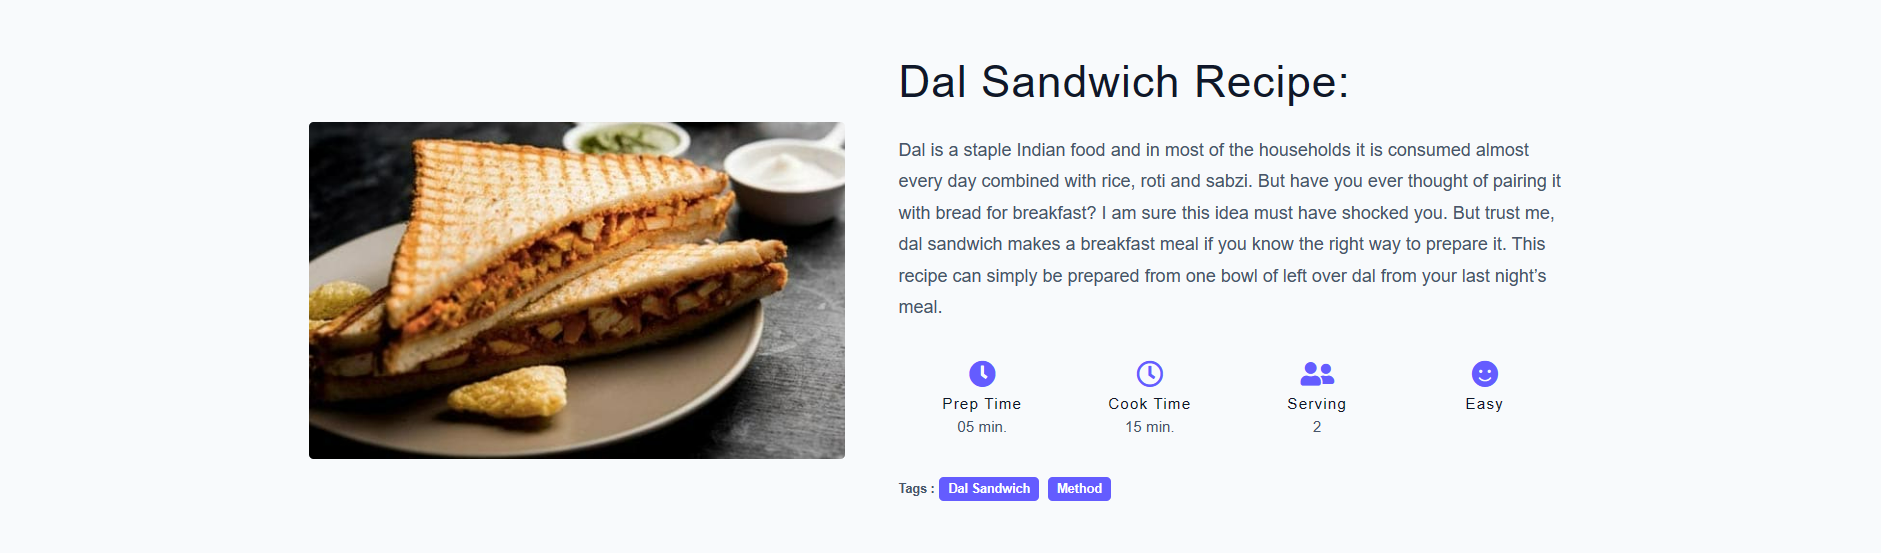 Dal Sandwich Recipe:
Dal is a staple Indian food and in most of the households it is consumed almost
every day combined with rice, roti and sabzi. But have you ever thought of pairing it
with bread for breakfast? I am sure this idea must have shocked you. But trust me,
dal sandwich makes a breakfast meal if you know the right way to prepare it. This
recipe can simply be prepared from one bowl of left over dal from your last night’s
meal.
Prep Time
05 min.
Cook Time
15 min.
Serving
2
Easy
Tags : Dal Sandwich Method